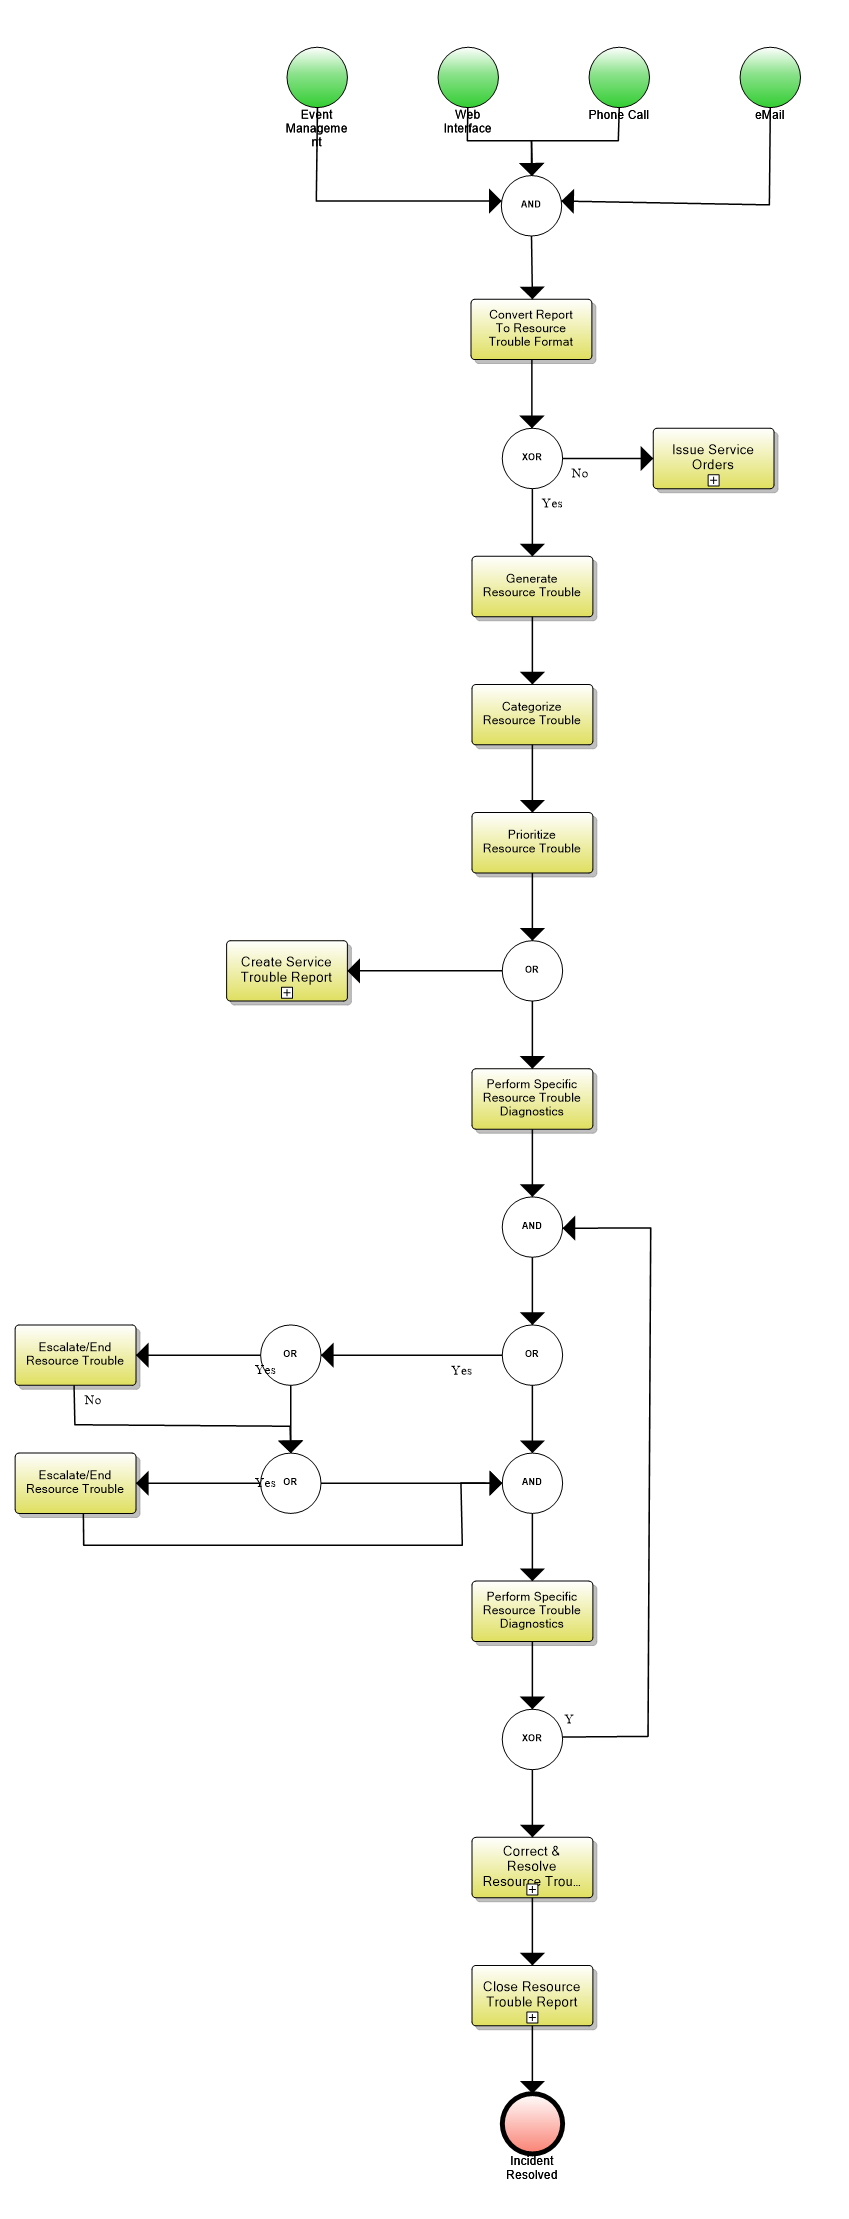 Event
Manageme
nt
Web
Interface
Phone Call
eMail
AND
Convert Report
To Resource
Trouble Format
XOR
No
Issue Service
Orders
Yes
Generate
Resource Trouble
Categorize
Resource Trouble
Prioritize
Resource Trouble
Create Service
Trouble Report
OR
Perform Specific
Resource Trouble
Diagnostics
AND
Escalate/End
Resource Trouble
OR
Yes
Yes
OR
No
Escalate/End
Resource Trouble
Yes
OR
AND
Perform Specific
Resource Trouble
Diagnostics
XOR
Y
Correct &
Resolve
Resource Trou...
Close Resource
Trouble Report
Incident
Resolved